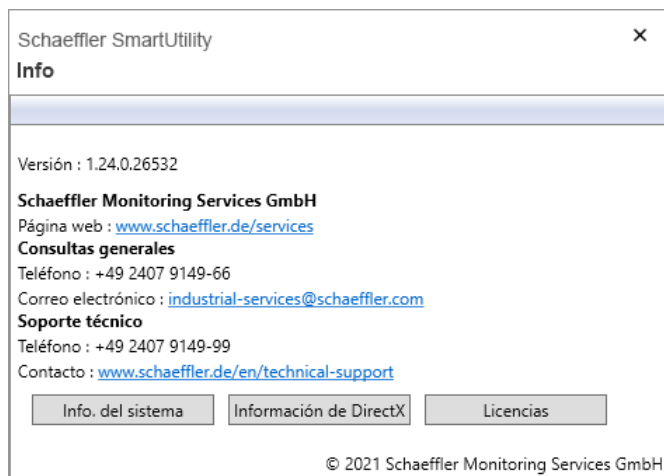 Schaeffler SmartUtility
Info
Versión : 1.24.0.26532
Schaeffler Monitoring Services GmbH
Página web : www.schaeffler.de/services
Consultas generales
Teléfono : +49 2407 9149-66
Correo electrónico : industrial-services@schaeffler.com
Soporte técnico
Teléfono : +49 2407 9149-99
Contacto : www.schaeffler.de/en/technical-support
Info. del sistema Información de DirectX Licencias
© 2021 Schaeffler Monitoring Services GmbH